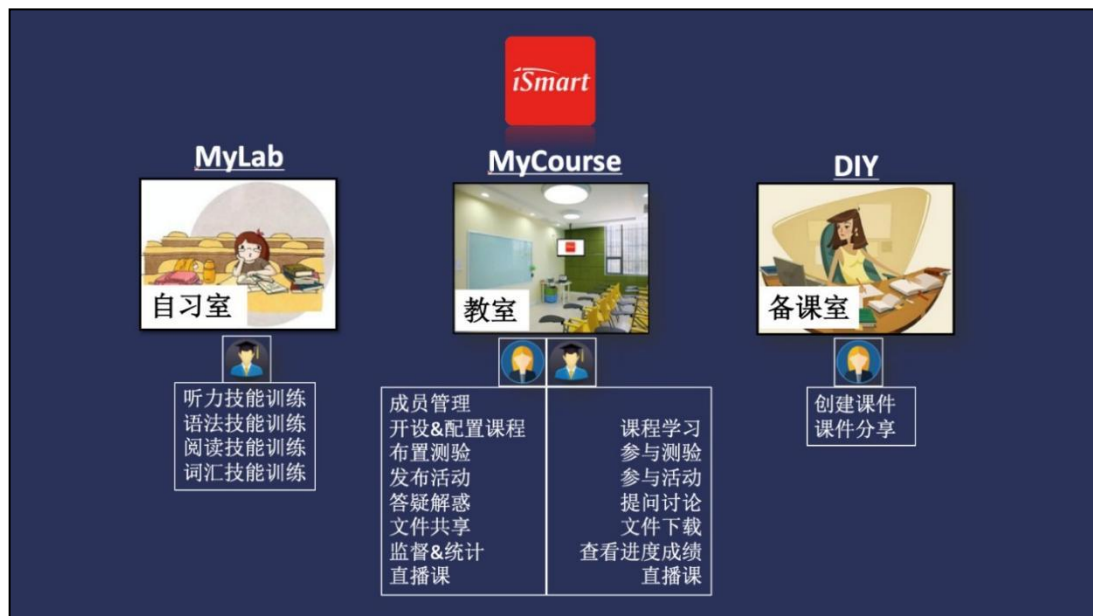 iSmart
MyLab
自习室
听力技能训练
语法技能训练
阅读技能训练
词汇技能训练
MyCourse
教室
成员管理
开设&配置课程
布置测验
发布活动
答疑解惑
文件共享
监督&统计
直播课
课程学习
参与测验
参与活动
提问讨论
文件下载
查看进度成绩
直播课
DIY
备课室
创建课件
课件分享